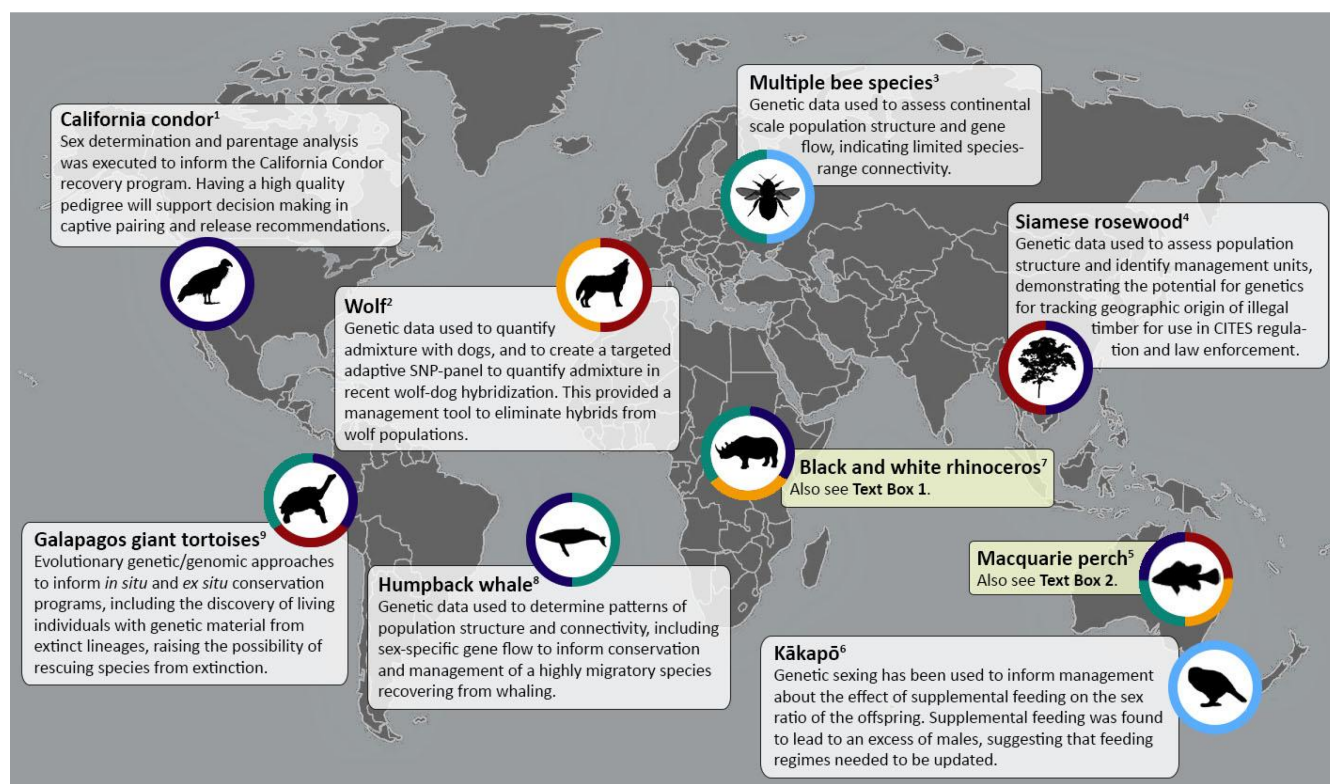 California condor¹
Sex determination and parentage analysis
was executed to inform the California Condor
recovery program. Having a high quality
pedigree will support decision making in
captive pairing and release recommendations.
Multiple bee species³
Genetic data used to assess continental
scale population structure and gene
flow, indicating limited species-
range connectivity.
Siamese rosewood⁴
Genetic data used to assess population
structure and identify management units,
demonstrating the potential for genetics
for tracking geographic origin of illegal
timber for use in CITES regula-
tion and law enforcement.
Wolf²
Genetic data used to quantify
admixture with dogs, and to create a targeted
adaptive SNP-panel to quantify admixture in
recent wolf-dog hybridization. This provided a
management tool to eliminate hybrids from
wolf populations.
Black and white rhinoceros⁷
Also see Text Box 1.
Galapagos giant tortoises⁹
Evolutionary genetic/genomic approaches
to inform in situ and ex situ conservation
programs, including the discovery of living
individuals with genetic material from
extinct lineages, raising the possibility of
rescuing species from extinction.
Humpback whale⁸
Genetic data used to determine patterns of
population structure and connectivity, including
sex-specific gene flow to inform conservation
and management of a highly migratory species
recovering from whaling.
Macquarie perch⁵
Also see Text Box 2.
Kākapō⁶
Genetic sexing has been used to inform management
about the effect of supplemental feeding on the sex
ratio of the offspring. Supplemental feeding was found
to lead to an excess of males, suggesting that feeding
regimes needed to be updated.